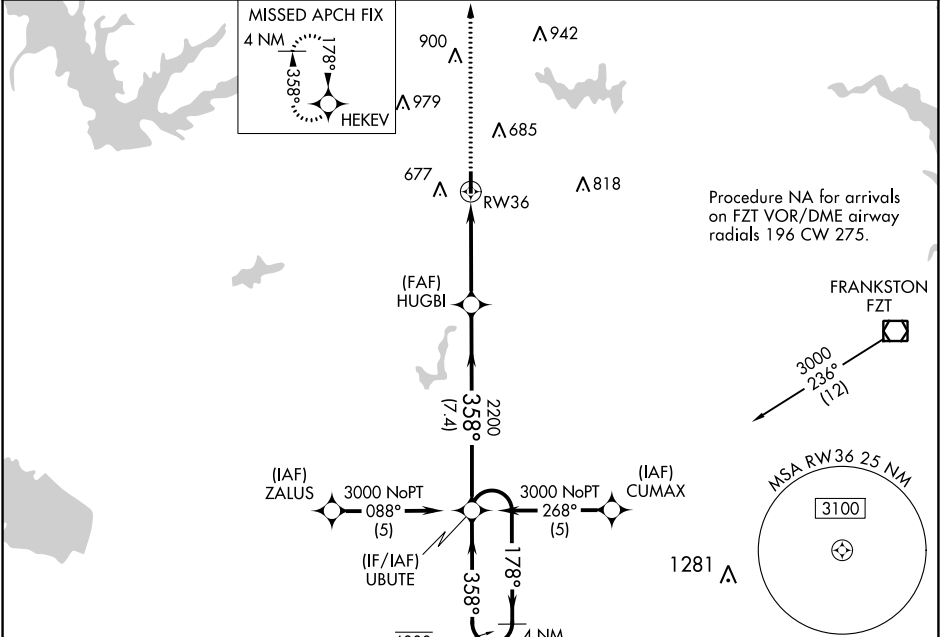 MISSED APCH FIX
4 NM
178°
358°
HEKEV
900
942
979
685
677
818
RW36
Procedure NA for arrivals
on FZT VOR/DME airway
radials 196 CW 275.
(FAF)
HUGBI
FRANKSTON
FZT
3000
236°
(12)
2200
358°
(7.4)
(IAF)
ZALUS
3000 NoPT
088°
(5)
3000 NoPT
268°
(5)
(IAF)
CUMAX
(IF/IAF)
UBUTE
358°
178°
4 NM
MSA RW36 25 NM
3100
1281